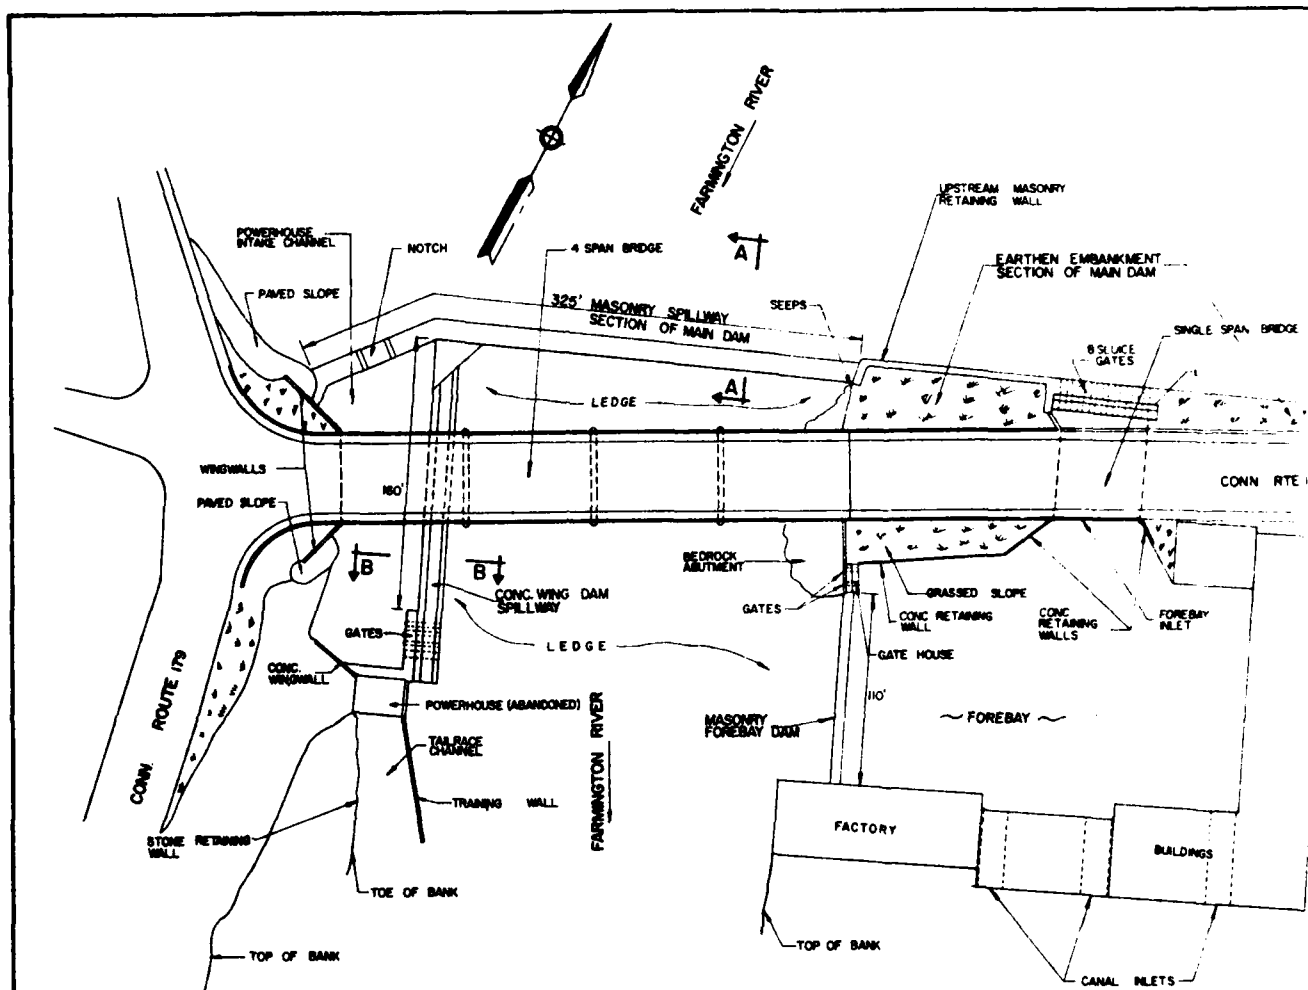 FARMINGTON RIVER
UPSTREAM MASONRY
RETAINING WALL
POWERHOUSE
INTAKE CHANNEL
NOTCH
4 SPAN BRIDGE
A
EARTHEN EMBANKMENT
SECTION OF MAIN DAM
PAVED SLOPE
325' MASONRY SPILLWAY
SECTION OF MAIN DAM
SEEPS
SINGLE SPAN BRIDGE
8 SLUICE
GATES
A
LEDGE
WINGWALLS
160'
CONN RTE
PAVED SLOPE
B
B
CONC. WING DAM
SPILLWAY
BEDROCK
ABUTMENT
GATES
GRASSED SLOPE
CONC RETAINING
WALL
CONC
RETAINING
WALLS
FOREBAY
INLET
GATES
LEDGE
GATE HOUSE
CONC.
WINGWALL
110'
POWERHOUSE (ABANDONED)
MASONRY
FOREBAY DAM
FOREBAY
CONN. ROUTE 179
TAILRACE
CHANNEL
FARMINGTON RIVER
TRAINING WALL
STONE RETAINING
WALL
FACTORY
BUILDINGS
TOE OF BANK
TOP OF BANK
TOP OF BANK
CANAL INLETS